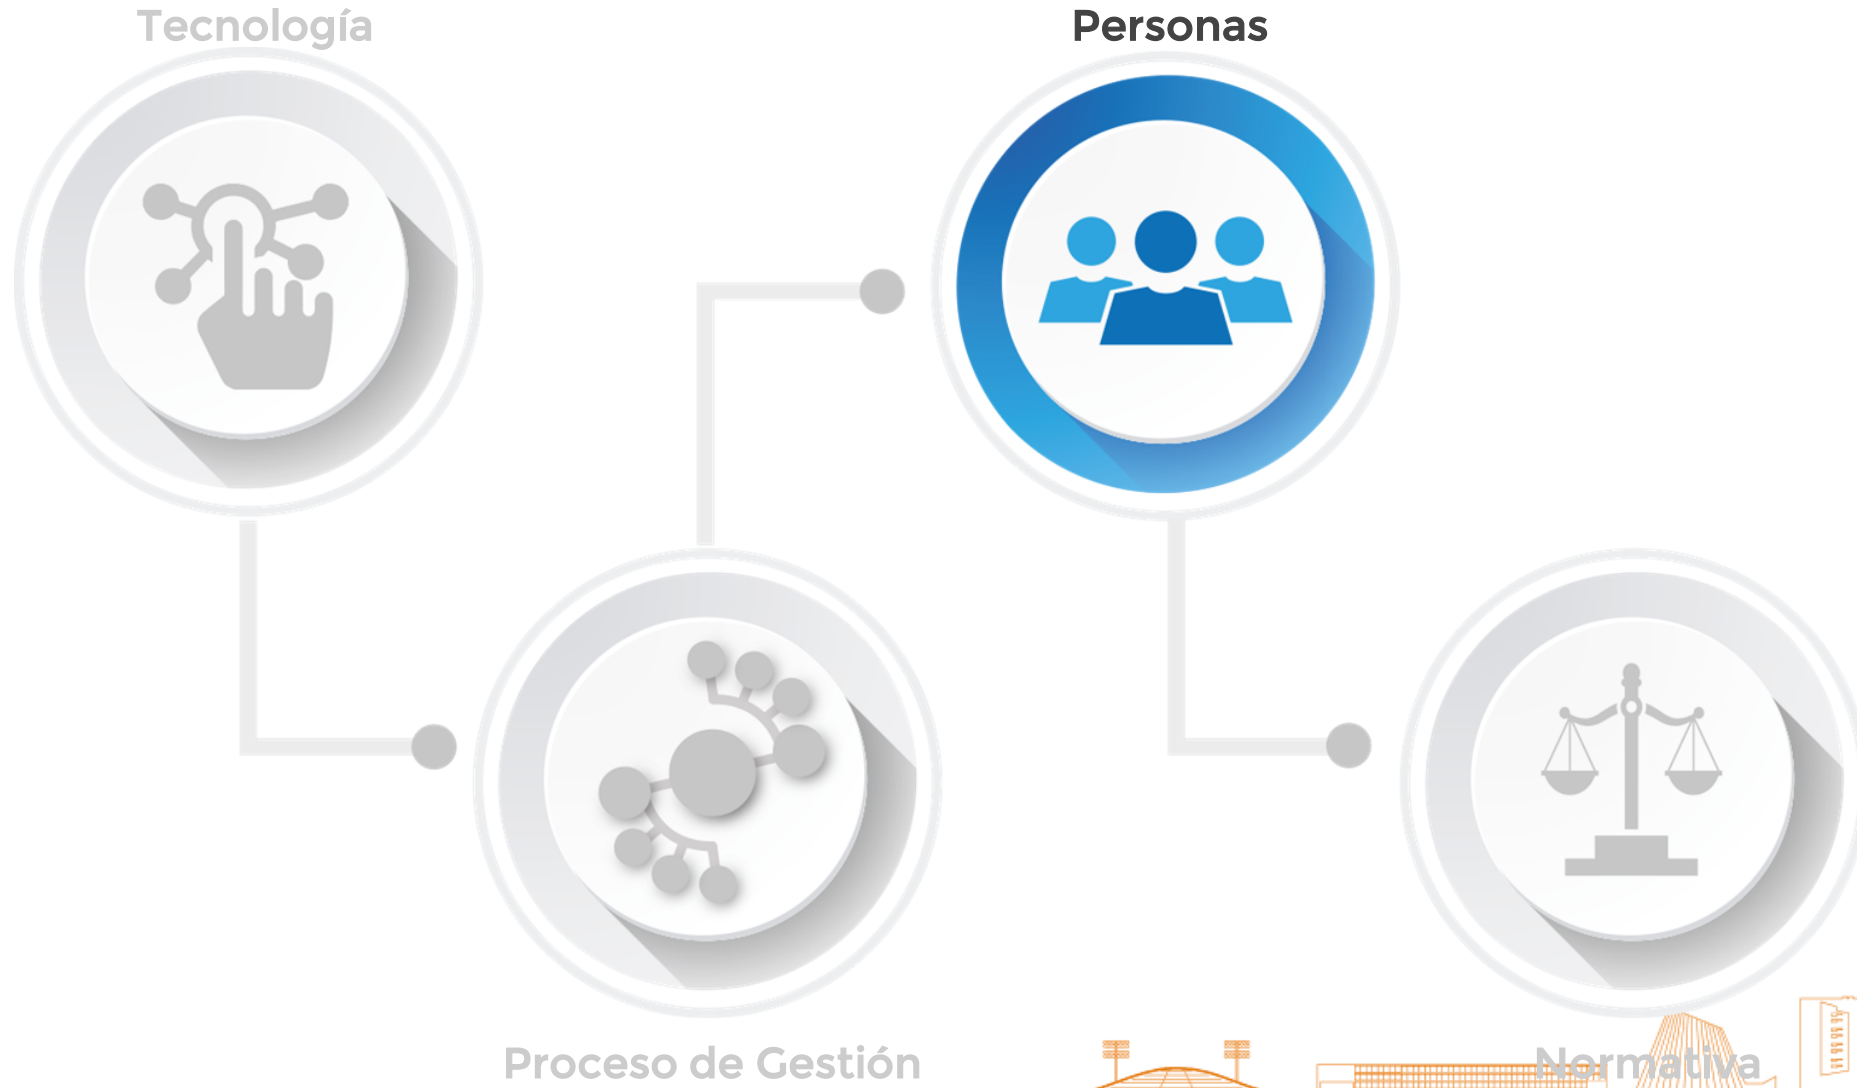 Tecnología
Personas
Proceso de Gestión
Normativa